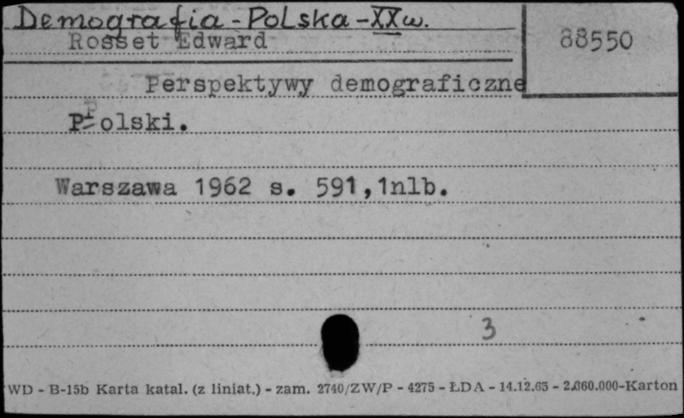 Demografia - Polska - XX w.
Rosset Edward
88550
Perspektywy demograficzne
Polski.
Warszawa 1962 s. 591,1nlb.
3
WD - B-15b Karta katal. (z liniat.) - zam. 2740/ZW/P - 4275 - ŁDA - 14.12.65 - 2.060.000-Karton